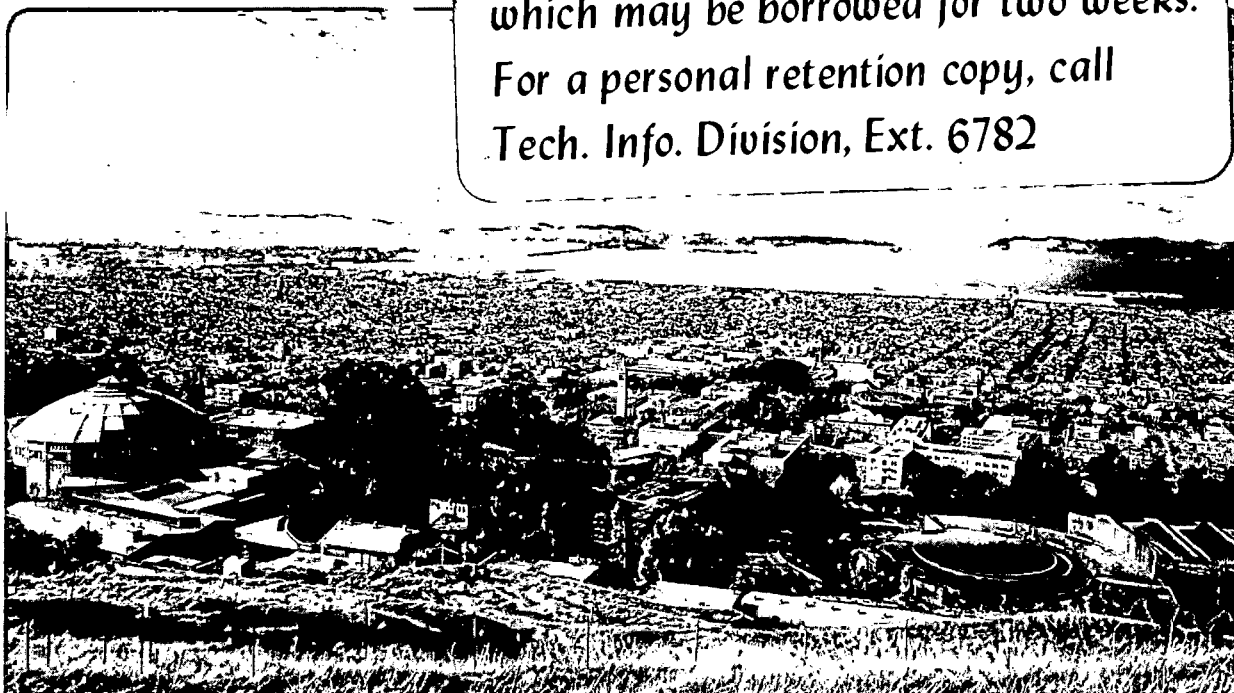 which may be borrowed for two weeks.
For a personal retention copy, call
Tech. Info. Division, Ext. 6782